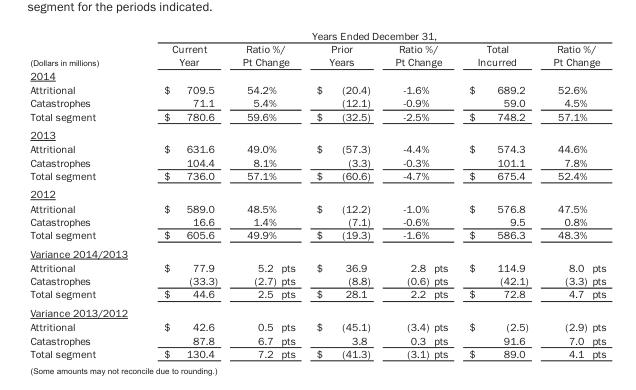 segment for the periods indicated.
Years Ended December 31,
Current Ratio %/ Prior Ratio %/ Total Ratio %/
(Dollars in millions) Year Pt Change Years Pt Change Incurred Pt Change
2014
Attritional $ 709.5 54.2% $ (20.4) -1.6% $ 689.2 52.6%
Catastrophes 71.1 5.4% (12.1) -0.9% 59.0 4.5%
Total segment $ 780.6 59.6% $ (32.5) -2.5% $ 748.2 57.1%
2013
Attritional $ 631.6 49.0% $ (57.3) -4.4% $ 574.3 44.6%
Catastrophes 104.4 8.1% (3.3) -0.3% 101.1 7.8%
Total segment $ 736.0 57.1% $ (60.6) -4.7% $ 675.4 52.4%
2012
Attritional $ 589.0 48.5% $ (12.2) -1.0% $ 576.8 47.5%
Catastrophes 16.6 1.4% (7.1) -0.6% 9.5 0.8%
Total segment $ 605.6 49.9% $ (19.3) -1.6% $ 586.3 48.3%
Variance 2014/2013
Attritional $ 77.9 5.2 pts $ 36.9 2.8 pts $ 114.9 8.0 pts
Catastrophes (33.3) (2.7) pts (8.8) (0.6) pts (42.1) (3.3) pts
Total segment $ 44.6 2.5 pts $ 28.1 2.2 pts $ 72.8 4.7 pts
Variance 2013/2012
Attritional $ 42.6 0.5 pts $ (45.1) (3.4) pts $ (2.5) (2.9) pts
Catastrophes 87.8 6.7 pts 3.8 0.3 pts 91.6 7.0 pts
Total segment $ 130.4 7.2 pts $ (41.3) (3.1) pts $ 89.0 4.1 pts
(Some amounts may not reconcile due to rounding.)